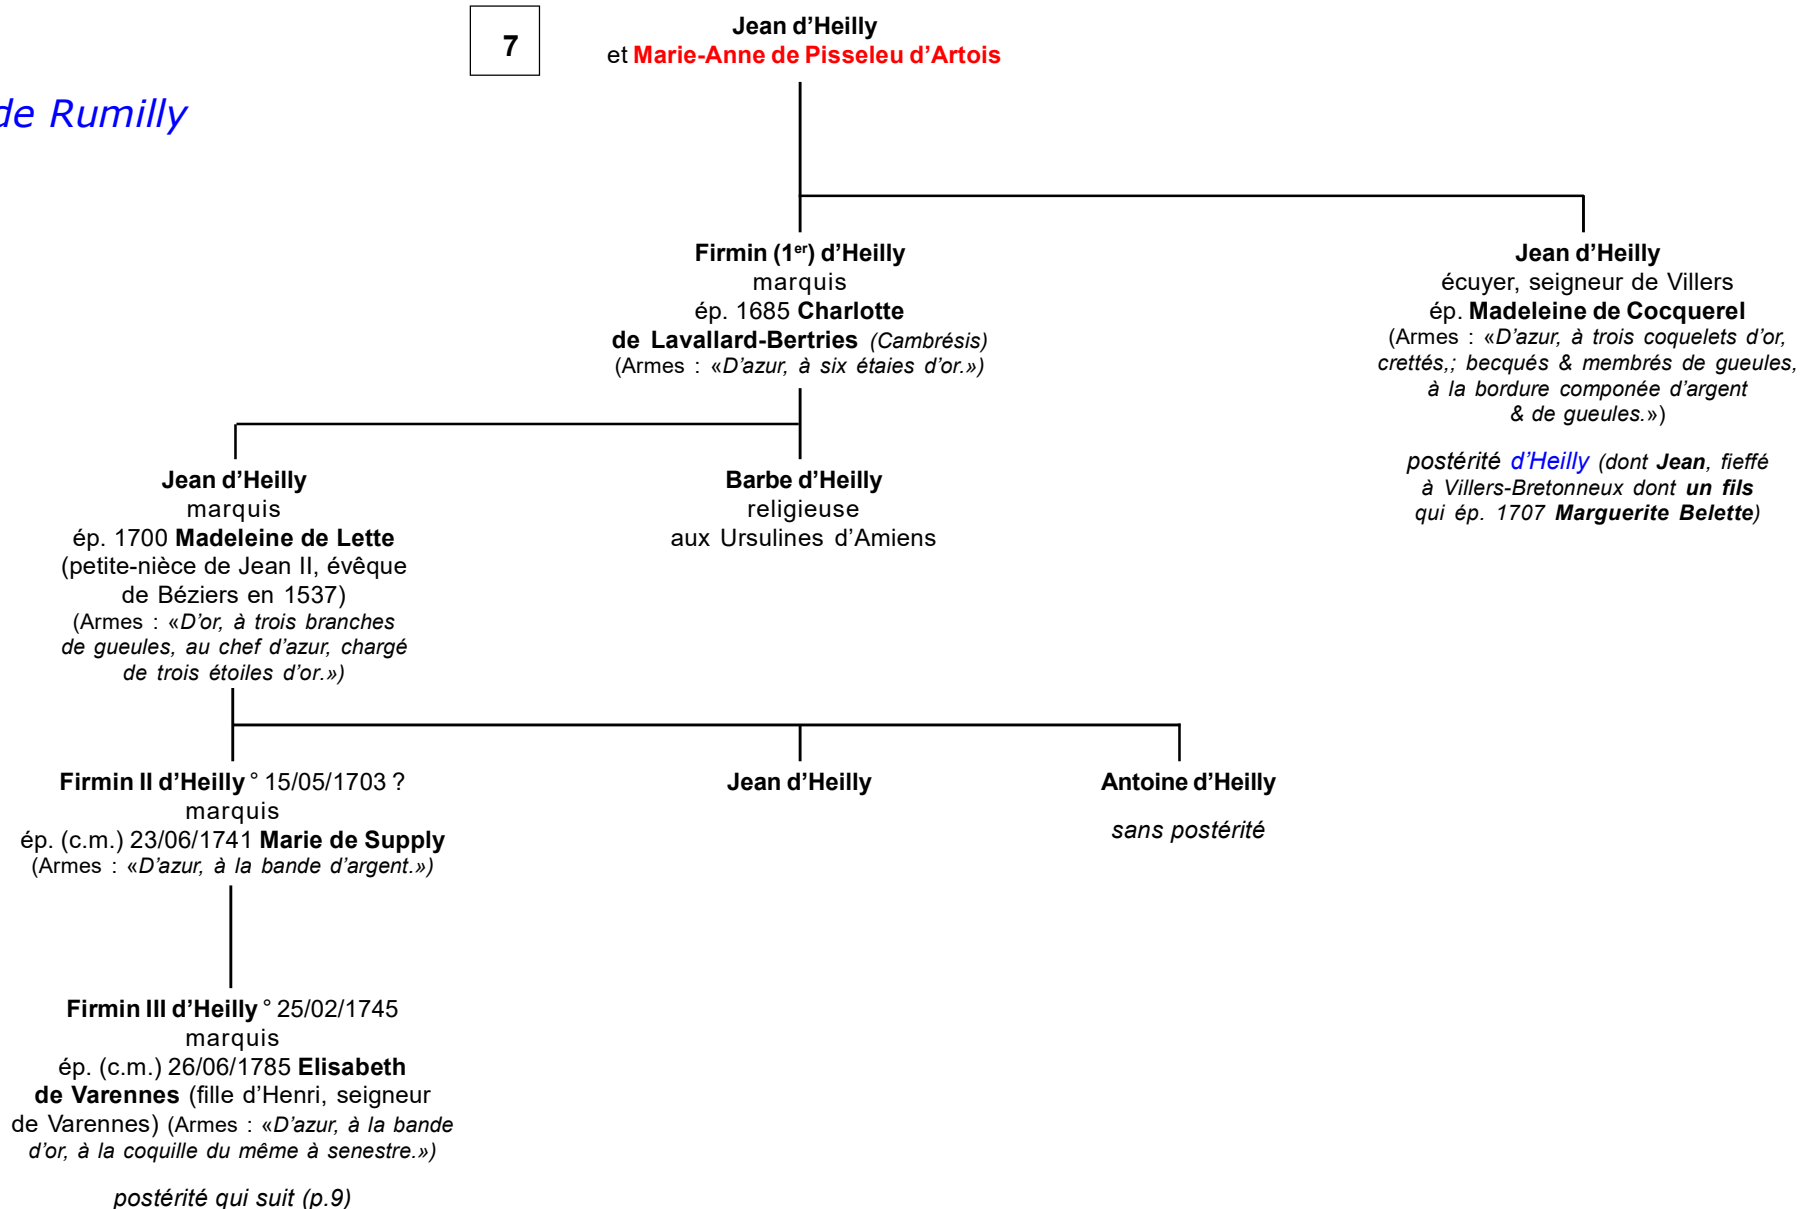 7
Jean d’Heilly
et Marie-Anne de Pisseleu d’Artois
de Rumilly
Firmin (1er) d’Heilly
marquis
ép. 1685 Charlotte
de Lavallard-Bertries (Cambrésis)
(Armes : «D’azur, à six étaies d’or.»)
Jean d’Heilly
écuyer, seigneur de Villers
ép. Madeleine de Cocquerel
(Armes : «D’azur, à trois coquelets d’or,
crettés,; becqués & membrés de gueules,
à la bordure componée d’argent
& de gueules.»)
postérité d’Heilly (dont Jean, fieffé
à Villers-Bretonneux dont un fils
qui ép. 1707 Marguerite Belette)
Jean d’Heilly
marquis
ép. 1700 Madeleine de Lette
(petite-nièce de Jean II, évêque
de Béziers en 1537)
(Armes : «D’or, à trois branches
de gueules, au chef d’azur, chargé
de trois étoiles d’or.»)
Barbe d’Heilly
religieuse
aux Ursulines d’Amiens
Firmin II d’Heilly ° 15/05/1703 ?
marquis
ép. (c.m.) 23/06/1741 Marie de Supply
(Armes : «D’azur, à la bande d’argent.»)
Jean d’Heilly
Antoine d’Heilly
sans postérité
Firmin III d’Heilly ° 25/02/1745
marquis
ép. (c.m.) 26/06/1785 Elisabeth
de Varennes (fille d’Henri, seigneur
de Varennes) (Armes : «D’azur, à la bande
d’or, à la coquille du même à senestre.»)
postérité qui suit (p.9)